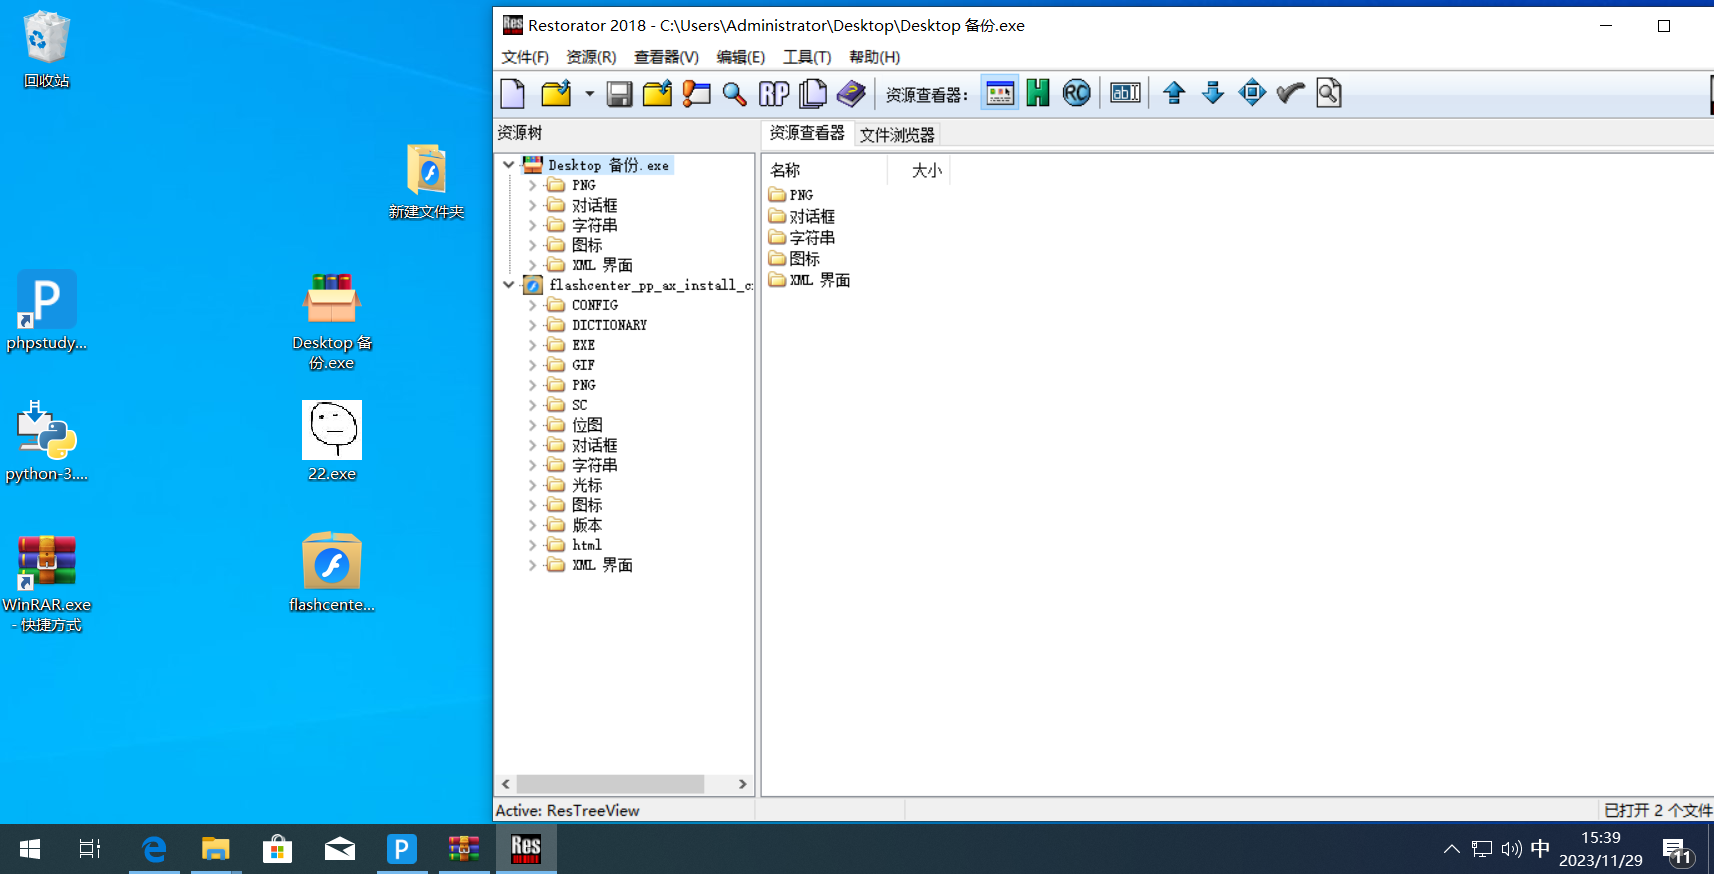 回收站
新建文件夹
phpstudy...
Desktop 备
份.exe
python-3....
22.exe
WinRAR.exe
- 快捷方式
flashcente...
Restorator 2018 - C:\Users\Administrator\Desktop\Desktop 备份.exe
文件(F) 资源(R) 查看器(V) 编辑(E) 工具(T) 帮助(H)
RP 资源查看器: H RC ab
资源树
资源查看器 文件浏览器
Desktop 备份.exe
PNG
对话框
字符串
图标
XML 界面
flashcenter_pp_ax_install_c
CONFIG
DICTIONARY
EXE
GIF
PNG
SC
位图
对话框
字符串
光标
图标
版本
html
XML 界面
名称 大小
PNG
对话框
字符串
图标
XML 界面
Active: ResTreeView
已打开 2 个文件
P Res
中
15:39
2023/11/29
11